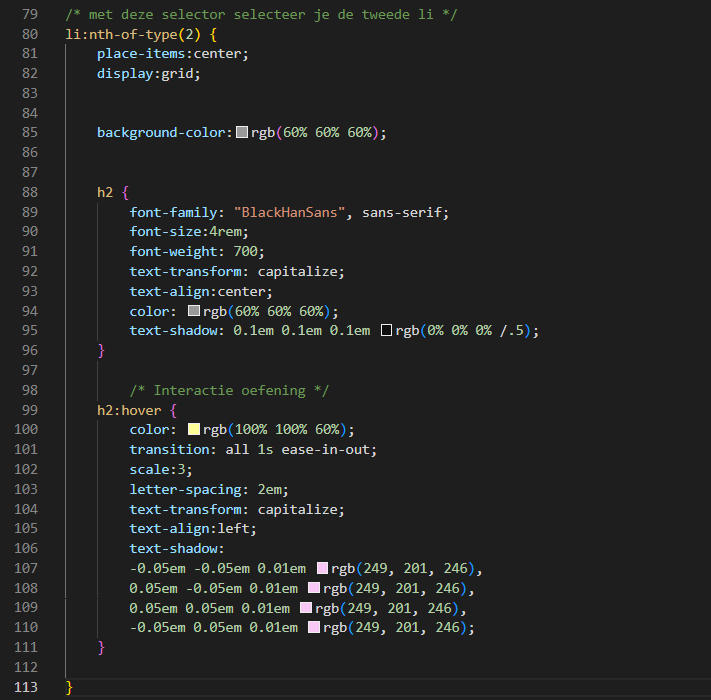 79 /* met deze selector selecteer je de tweede li */
80 li:nth-of-type(2) {
81 place-items:center;
82 display:grid;
83
84
85 background-color: rgb(60% 60% 60%);
86
87
88 h2 {
89 font-family: "BlackHanSans", sans-serif;
90 font-size:4rem;
91 font-weight: 700;
92 text-transform: capitalize;
93 text-align:center;
94 color: rgb(60% 60% 60%);
95 text-shadow: 0.1em 0.1em 0.1em rgb(0% 0% 0% /.5);
96 }
97
98 /* Interactie oefening */
99 h2:hover {
100 color: rgb(100% 100% 60%);
101 transition: all 1s ease-in-out;
102 scale:3;
103 letter-spacing: 2em;
104 text-transform: capitalize;
105 text-align:left;
106 text-shadow:
107 -0.05em -0.05em 0.01em rgb(249, 201, 246),
108 0.05em -0.05em 0.01em rgb(249, 201, 246),
109 0.05em 0.05em 0.01em rgb(249, 201, 246),
110 -0.05em 0.05em 0.01em rgb(249, 201, 246);
111 }
112
113 }